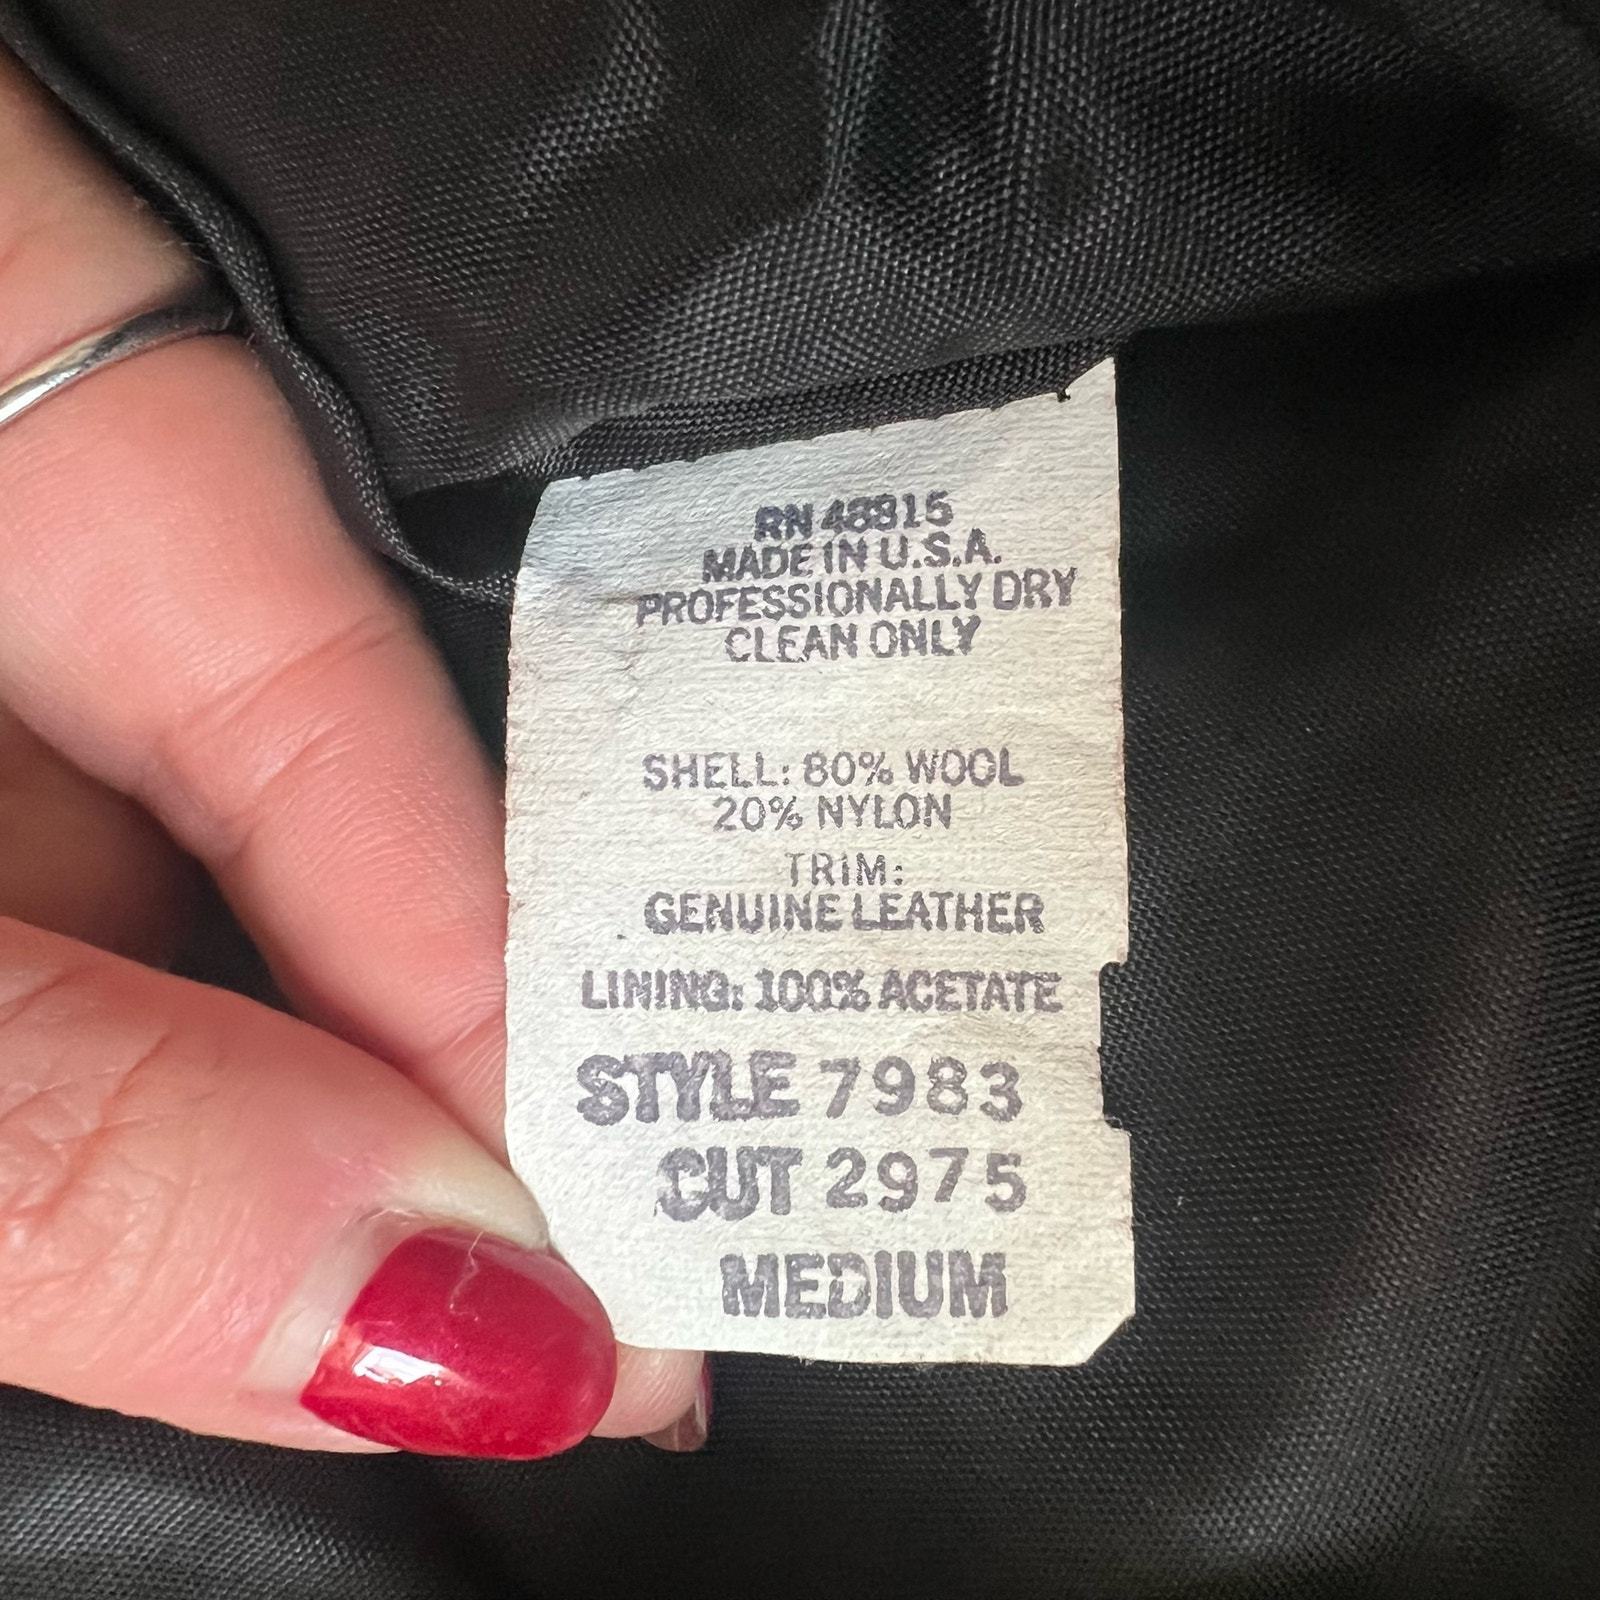 RN 48815
MADE IN U.S.A.
PROFESSIONALLY DRY
CLEAN ONLY
SHELL: 80% WOOL
20% NYLON
TRIM:
GENUINE LEATHER
LINING: 100% ACETATE
STYLE 7983
CUT 2975
MEDIUM